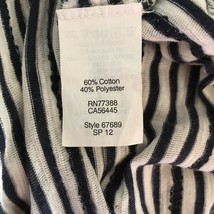 60% Cotton
40% Polyester
RN77388
CA56445
Style 67689
SP 12